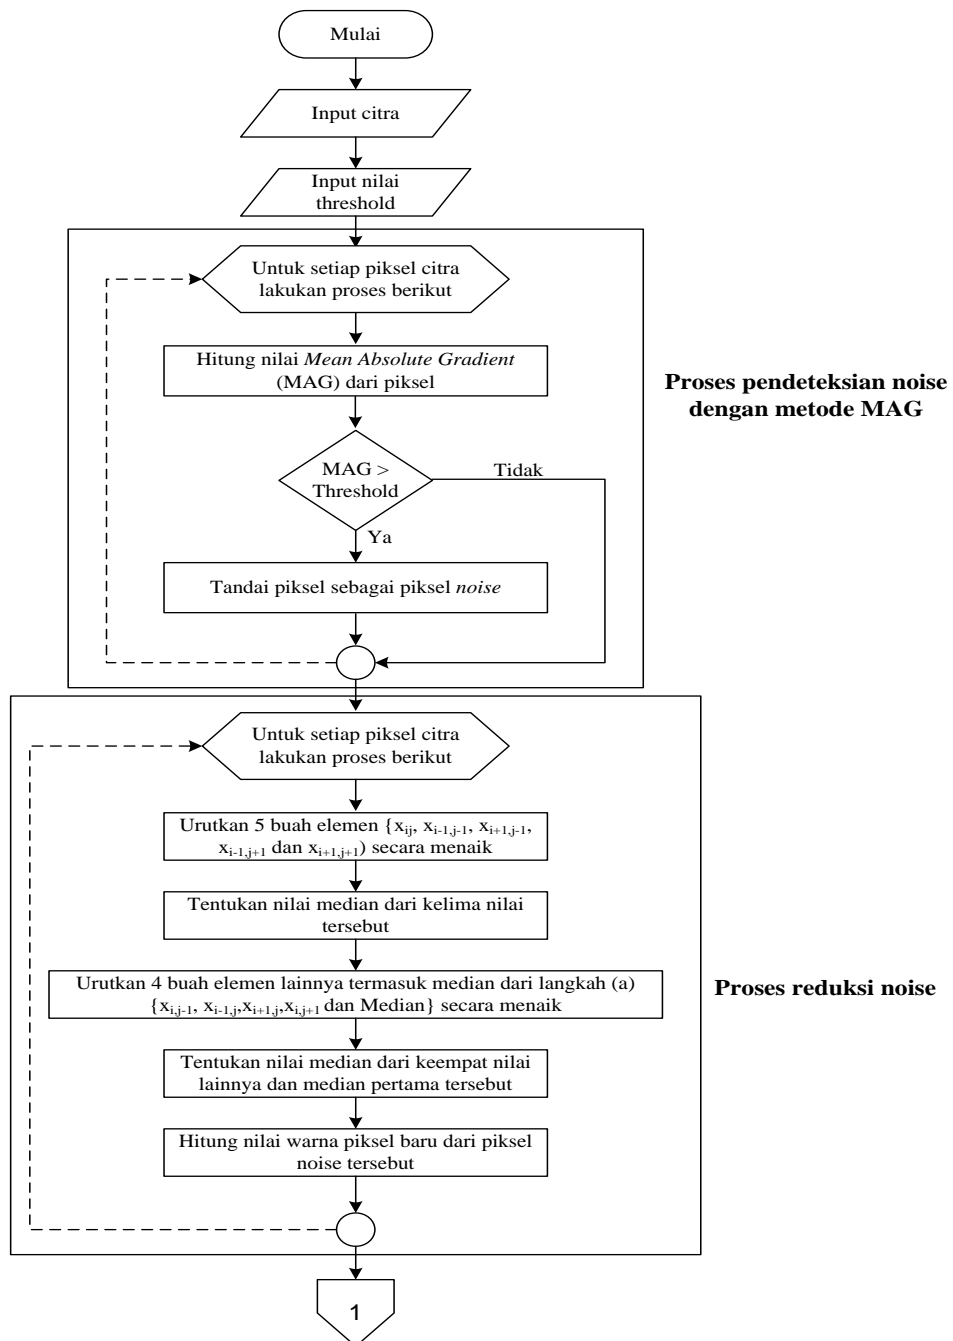 Mulai
Input citra
Input nilai
threshold
Untuk setiap piksel citra
lakukan proses berikut
Hitung nilai Mean Absolute Gradient
(MAG) dari piksel
Proses pendeteksian noise
dengan metode MAG
MAG >
Threshold
Tidak
Ya
Tandai piksel sebagai piksel noise
Untuk setiap piksel citra
lakukan proses berikut
Urutkan 5 buah elemen {xij, xi-1,j-1, xi+1,j-1,
xi-1,j+1 dan xi+1,j+1) secara menaik
Tentukan nilai median dari kelima nilai
tersebut
Urutkan 4 buah elemen lainnya termasuk median dari langkah (a)
{xi,j-1, xi-1,j,xi+1,j,xi,j+1 dan Median} secara menaik
Proses reduksi noise
Tentukan nilai median dari keempat nilai
lainnya dan median pertama tersebut
Hitung nilai warna piksel baru dari piksel
noise tersebut
1